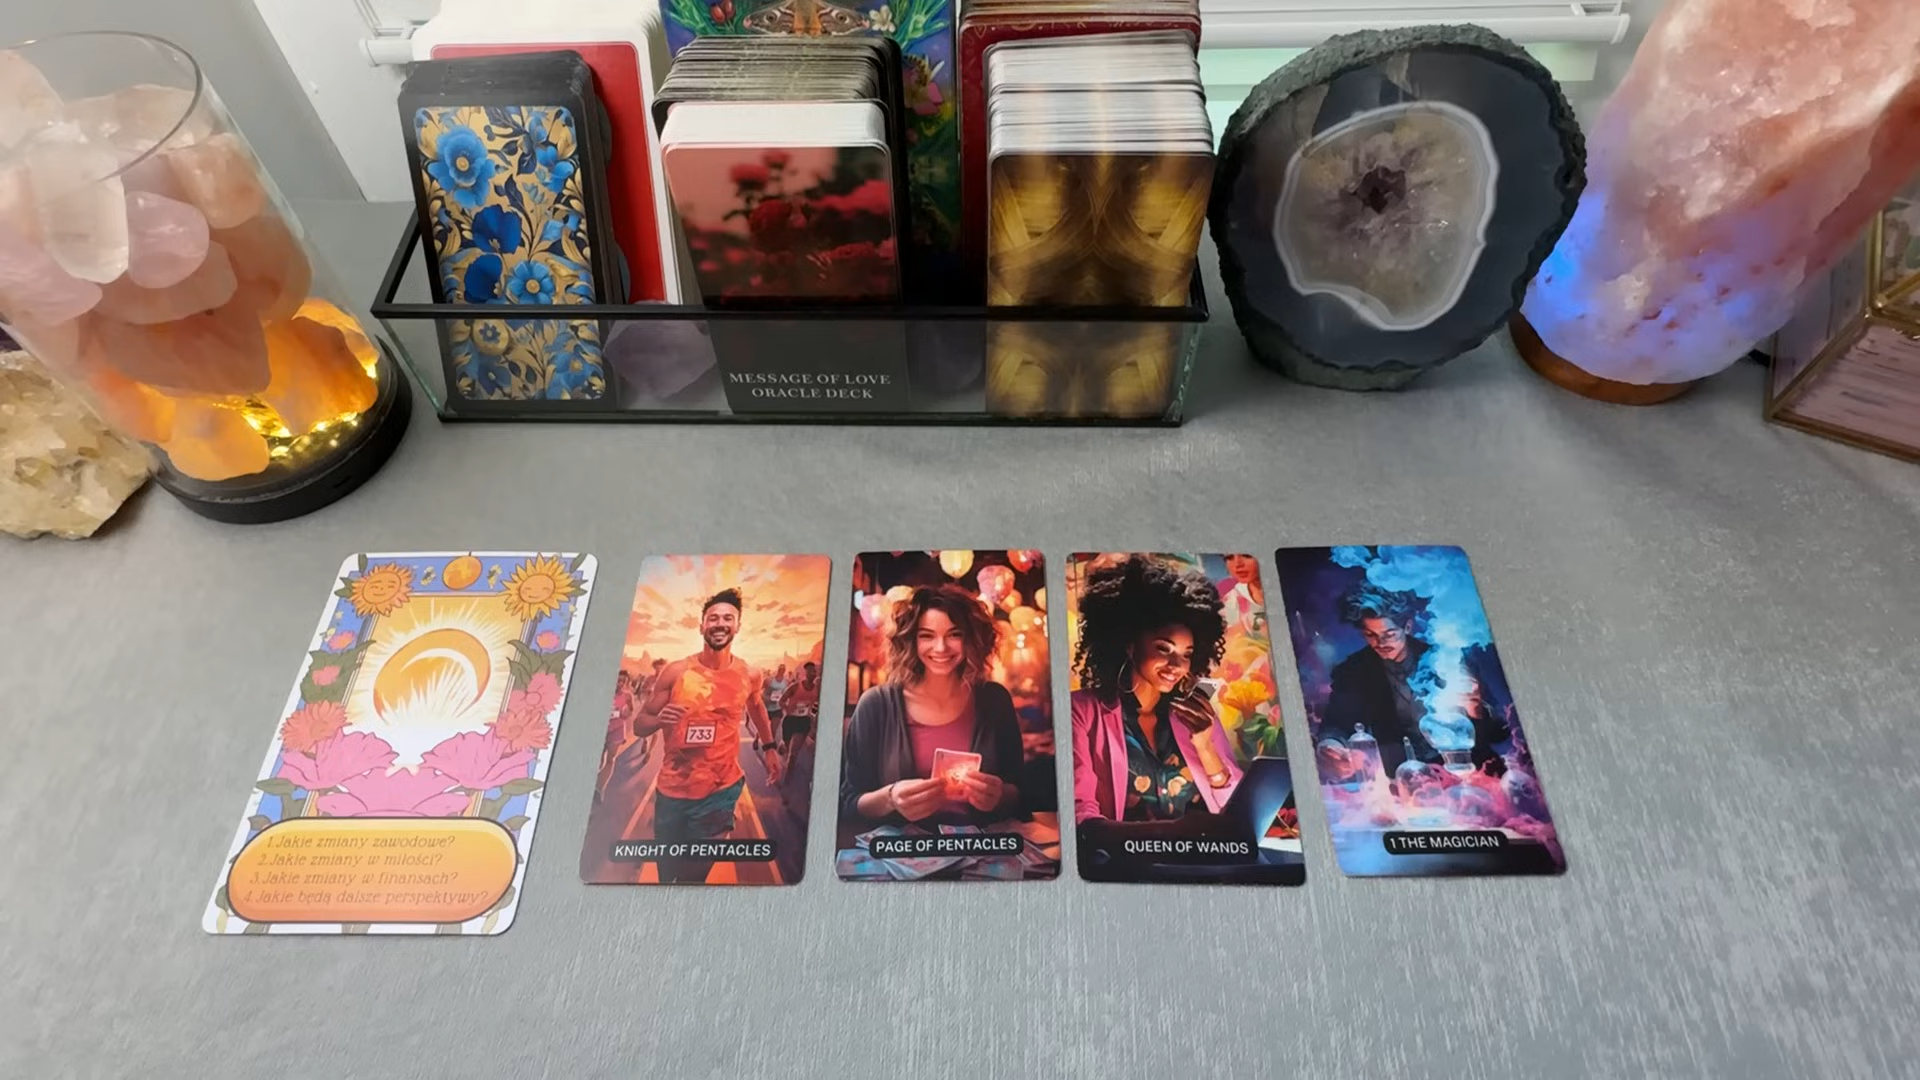 MESSAGE OF LOVE
ORACLE DECK
1. Jakie zmiany zawodowe?
2. Jakie zmiany w miłości?
3. Jakie zmiany w finansach?
4. Jakie będą dalsze perspektywy?
733
KNIGHT OF PENTACLES
PAGE OF PENTACLES
QUEEN OF WANDS
1 THE MAGICIAN